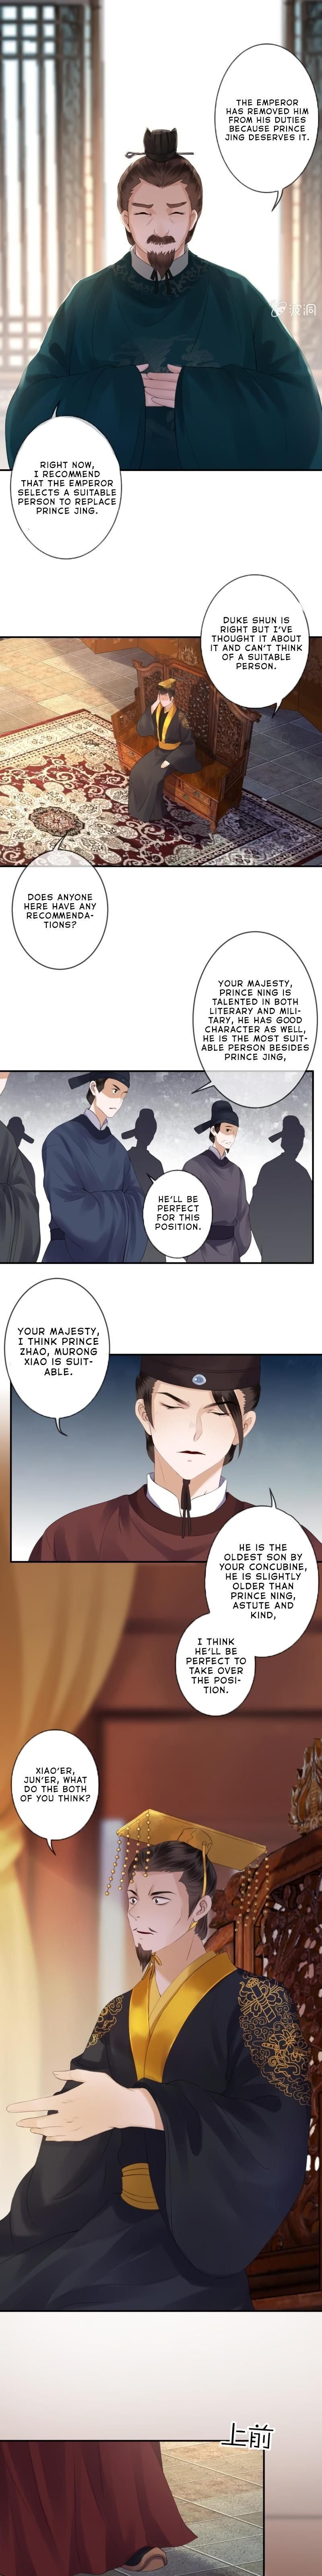 THE EMPEROR
HAS REMOVED HIM
FROM HIS DUTIES
BECAUSE PRINCE
JING DESERVES IT.
波洞
RIGHT NOW,
I RECOMMEND
THAT THE EMPEROR
SELECTS A SUITABLE
PERSON TO REPLACE
PRINCE JING.
DUKE SHUN IS
RIGHT BUT I'VE
THOUGHT IT ABOUT
IT AND CAN'T THINK
OF A SUITABLE
PERSON.
DOES ANYONE
HERE HAVE ANY
RECOMMENDA-
TIONS?
YOUR MAJESTY,
PRINCE NING IS
TALENTED IN BOTH
LITERARY AND MILI-
TARY, HE HAS GOOD
CHARACTER AS WELL,
HE IS THE MOST SUIT-
ABLE PERSON BESIDES
PRINCE JING,
HE'LL BE
PERFECT
FOR THIS
POSITION.
YOUR MAJESTY,
I THINK PRINCE
ZHAO, MURONG
XIAO IS SUIT-
ABLE.
HE IS THE
OLDEST SON BY
YOUR CONCUBINE,
HE IS SLIGHTLY
OLDER THAN
PRINCE NING,
ASTUTE AND
KIND,
I THINK
HE'LL BE
PERFECT TO
TAKE OVER
THE POSI-
TION.
XIAO'ER,
JUN'ER, WHAT
DO THE BOTH
OF YOU THINK?
上前